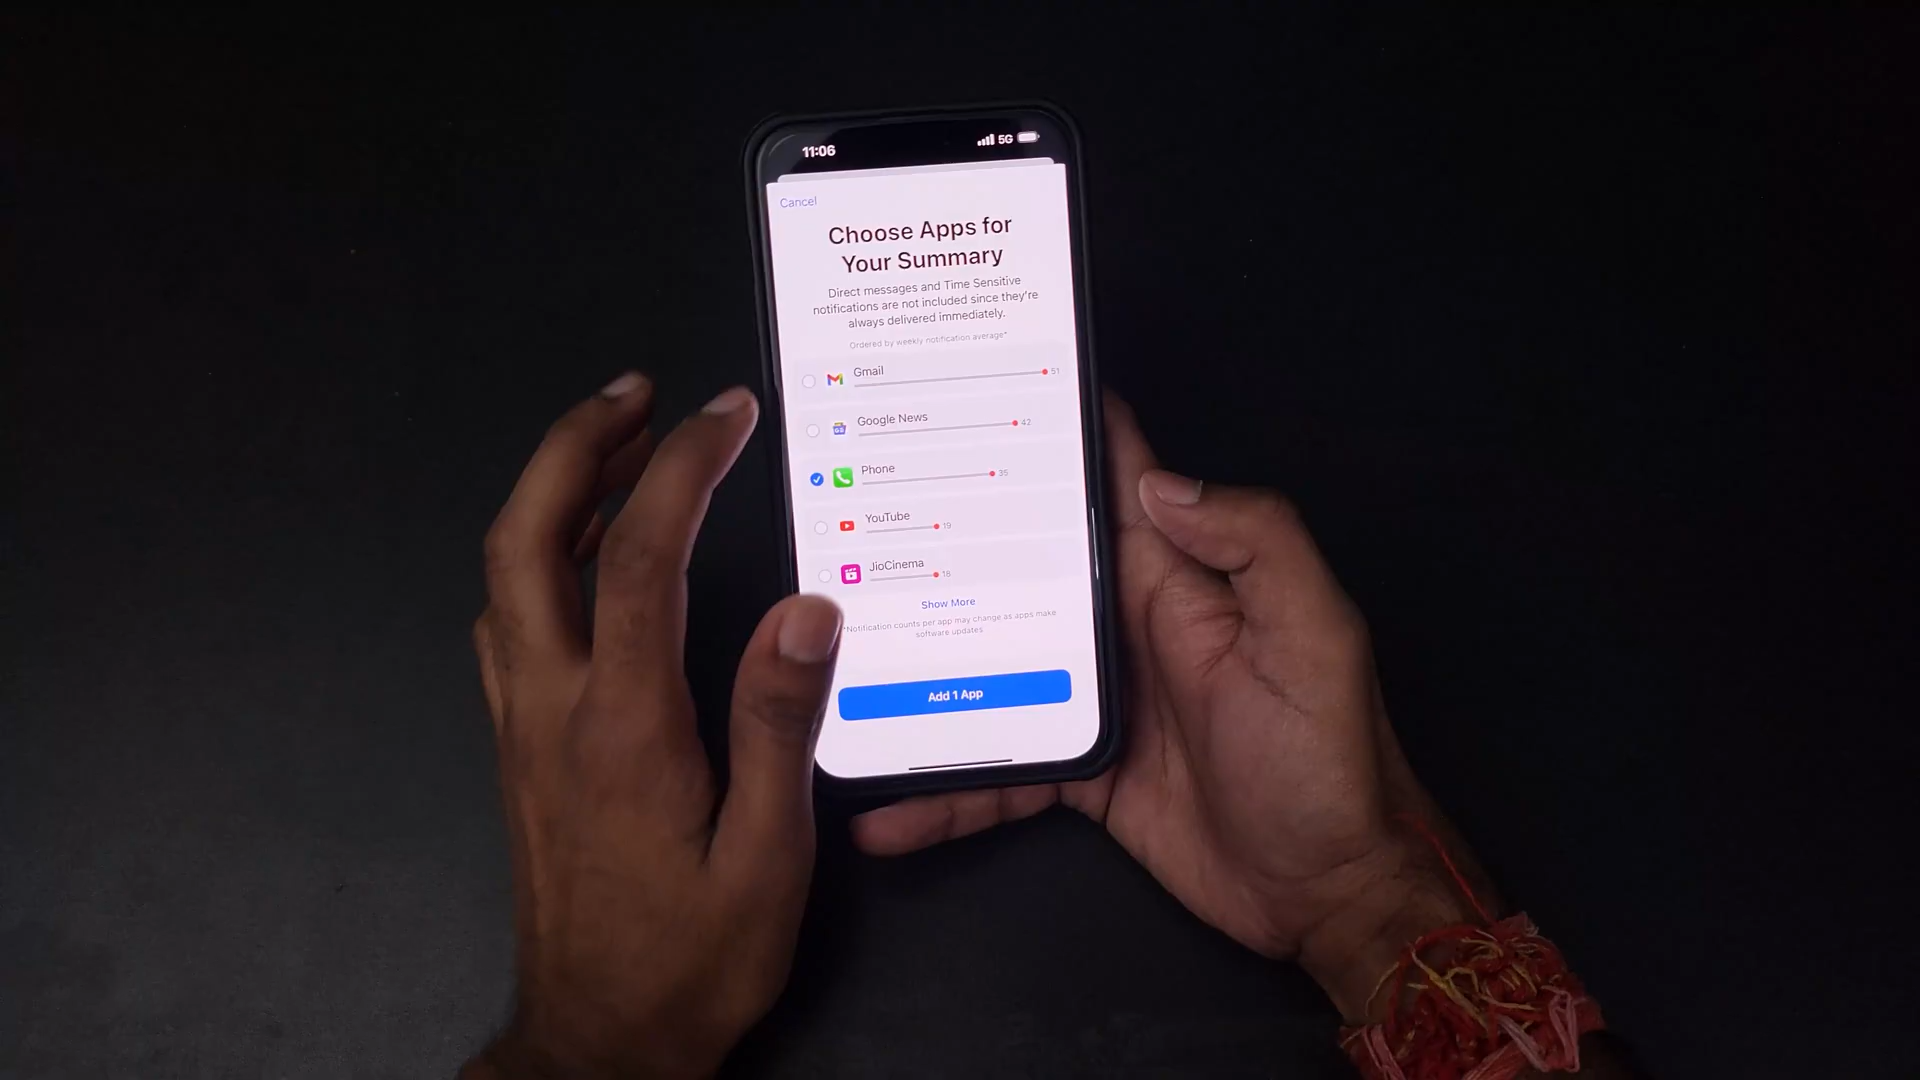 11:06
5G
Cancel
Choose Apps for
Your Summary
Direct messages and Time Sensitive
notifications are not included since they're
always delivered immediately.
Ordered by weekly notification average*
Gmail
51
Google News
42
Phone
35
YouTube
19
JioCinema
18
Show More
*Notification counts per app may change as apps make
software updates
Add 1 App